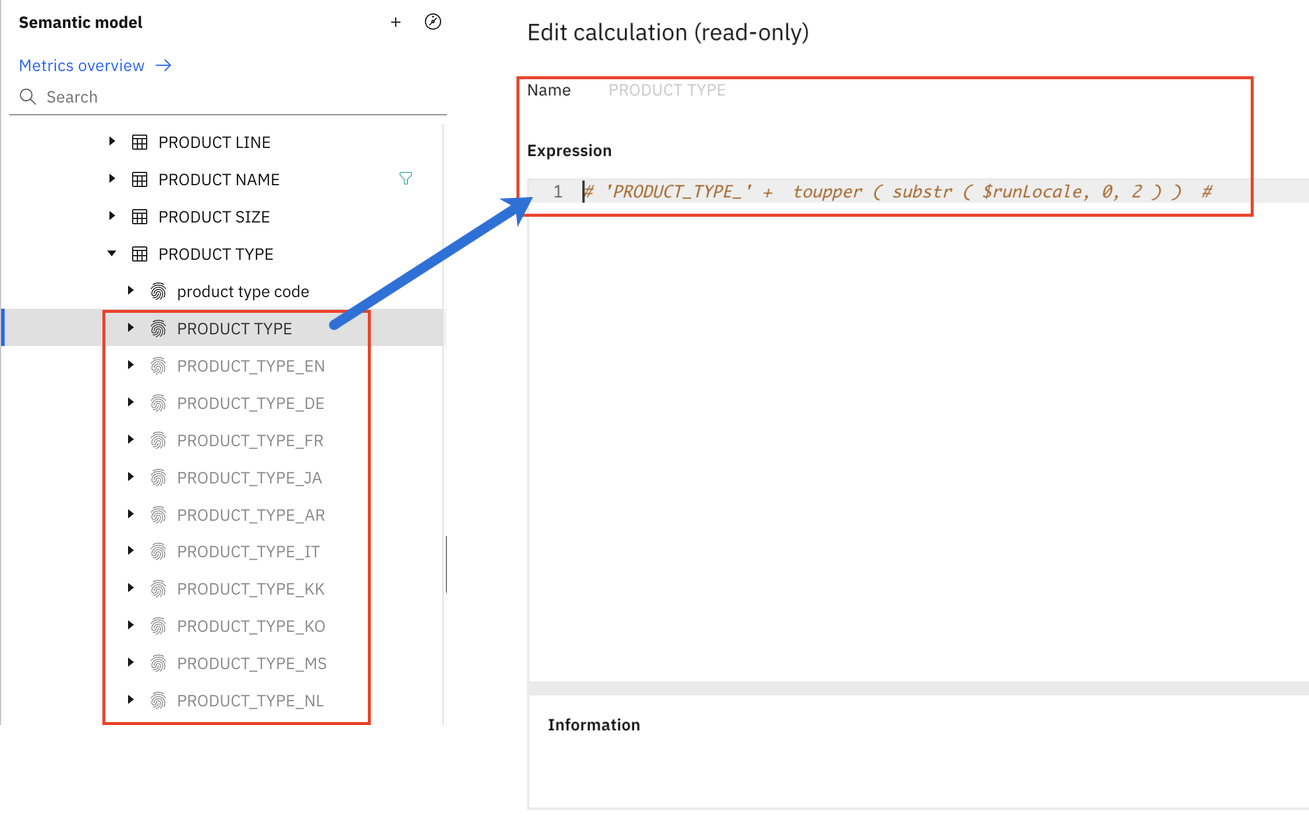 Semantic model
Metrics overview
Search
PRODUCT LINE
PRODUCT NAME
PRODUCT SIZE
PRODUCT TYPE
product type code
PRODUCT TYPE
PRODUCT_TYPE_EN
PRODUCT_TYPE_DE
PRODUCT_TYPE_FR
PRODUCT_TYPE_JA
PRODUCT_TYPE_AR
PRODUCT_TYPE_IT
PRODUCT_TYPE_KK
PRODUCT_TYPE_KO
PRODUCT_TYPE_MS
PRODUCT_TYPE_NL
Edit calculation (read-only)
Name PRODUCT TYPE
Expression
1 # 'PRODUCT_TYPE_' + toupper ( substr ( $runLocale, 0, 2 ) ) #
Information